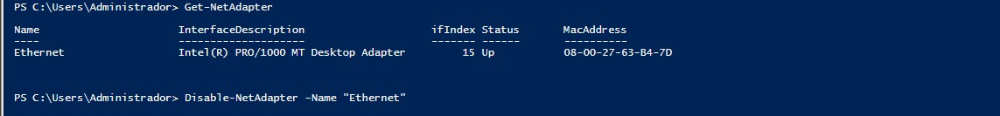 PS C:\Users\Administrador> Get-NetAdapter
Name InterfaceDescription ifIndex Status MacAddress
---- -------------------- ------- ------ ----------
Ethernet Intel(R) PRO/1000 MT Desktop Adapter 15 Up 08-00-27-63-B4-7D
PS C:\Users\Administrador> Disable-NetAdapter -Name "Ethernet"